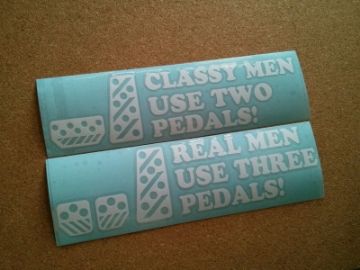 CLASSY MEN
USE TWO
PEDALS!
REAL MEN
USE THREE
PEDALS!